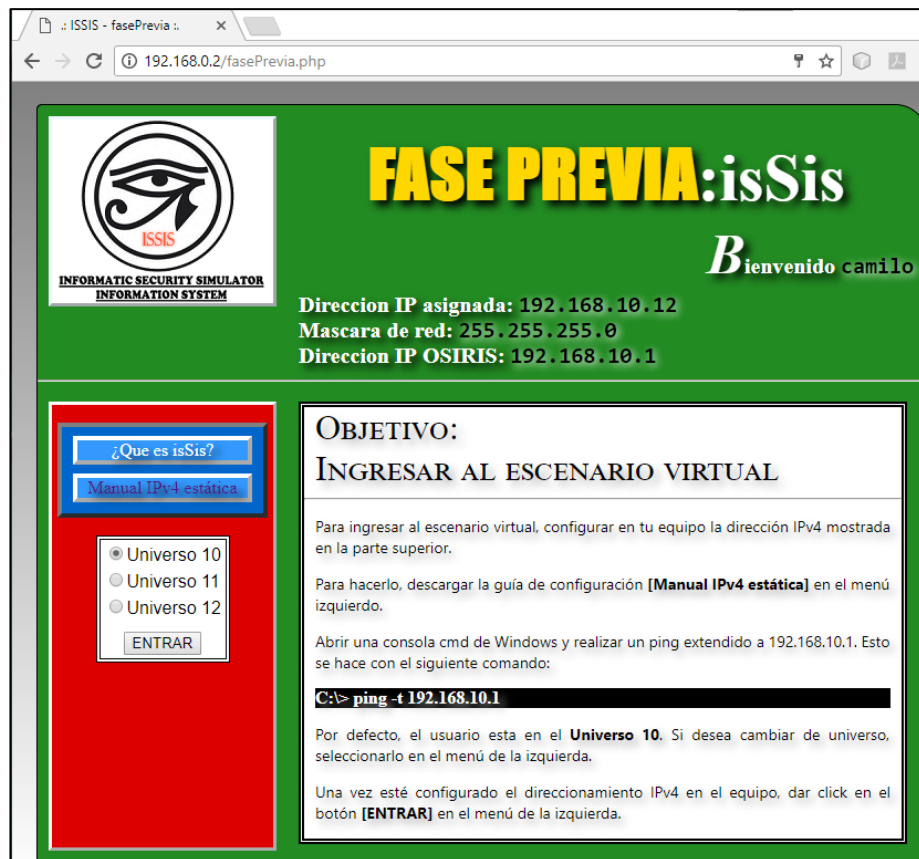 .: ISSIS - fasePrevia :.
192.168.0.2/fasePrevia.php
ISSIS
INFORMATIC SECURITY SIMULATOR
INFORMATION SYSTEM
FASE PREVIA:isSis
Bienvenido camilo
Direccion IP asignada: 192.168.10.12
Mascara de red: 255.255.255.0
Direccion IP OSIRIS: 192.168.10.1
¿Que es isSis?
Manual IPv4 estática
Universo 10
Universo 11
Universo 12
ENTRAR
OBJETIVO:
INGRESAR AL ESCENARIO VIRTUAL
Para ingresar al escenario virtual, configurar en tu equipo la dirección IPv4 mostrada
en la parte superior.
Para hacerlo, descargar la guía de configuración [Manual IPv4 estática] en el menú
izquierdo.
Abrir una consola cmd de Windows y realizar un ping extendido a 192.168.10.1. Esto
se hace con el siguiente comando:
C:\> ping -t 192.168.10.1
Por defecto, el usuario esta en el Universo 10. Si desea cambiar de universo,
seleccionarlo en el menú de la izquierda.
Una vez esté configurado el direccionamiento IPv4 en el equipo, dar click en el
botón [ENTRAR] en el menú de la izquierda.